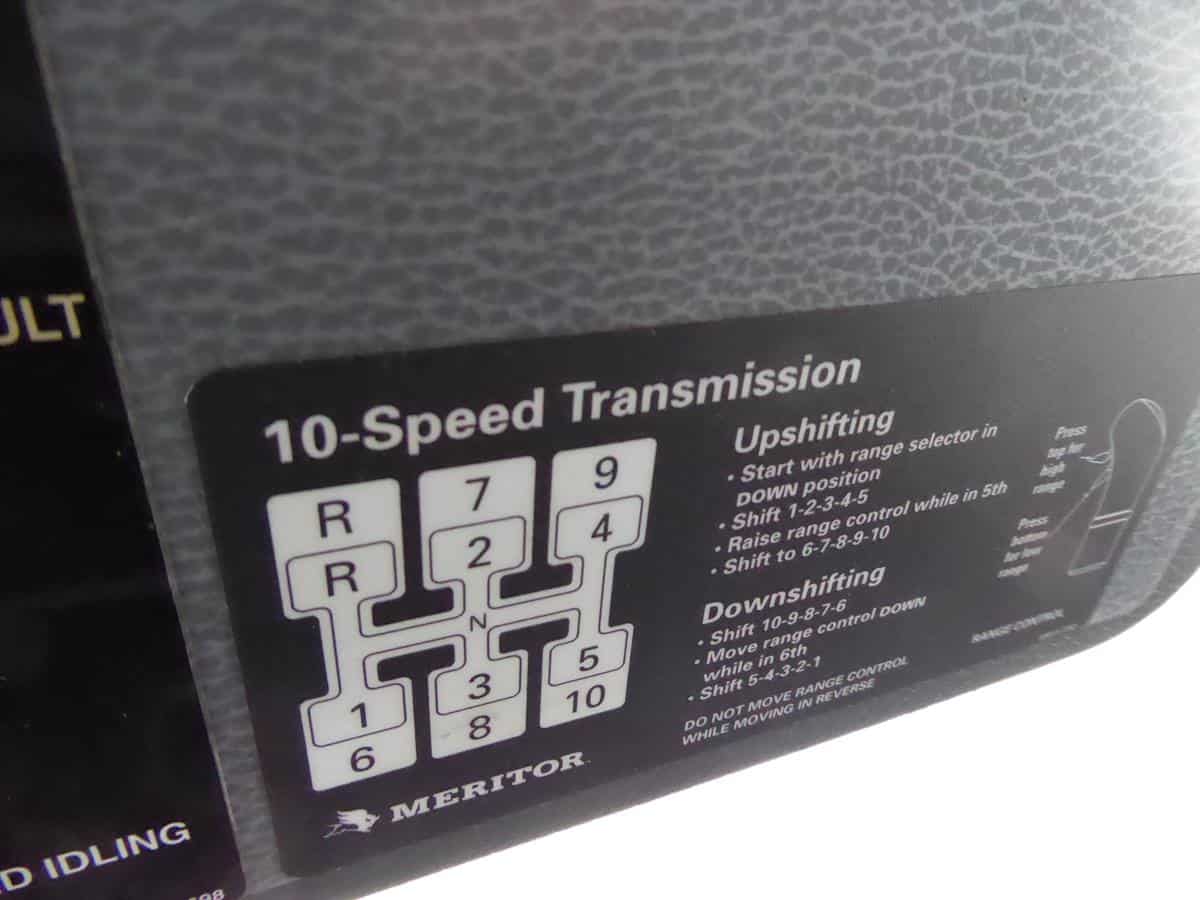 ULT
10-Speed Transmission
R 7 9
R 2 4
N
1 3 5
6 8 10
MERITOR
Upshifting
• Start with range selector in
DOWN position
• Shift 1-2-3-4-5
• Raise range control while in 5th
• Shift to 6-7-8-9-10
Downshifting
• Shift 10-9-8-7-6
• Move range control DOWN
while in 6th
• Shift 5-4-3-2-1
DO NOT MOVE RANGE CONTROL
WHILE MOVING IN REVERSE
Press
top for
high
range
Press
bottom
for low
range
RANGE CONTROL
D IDLING
98